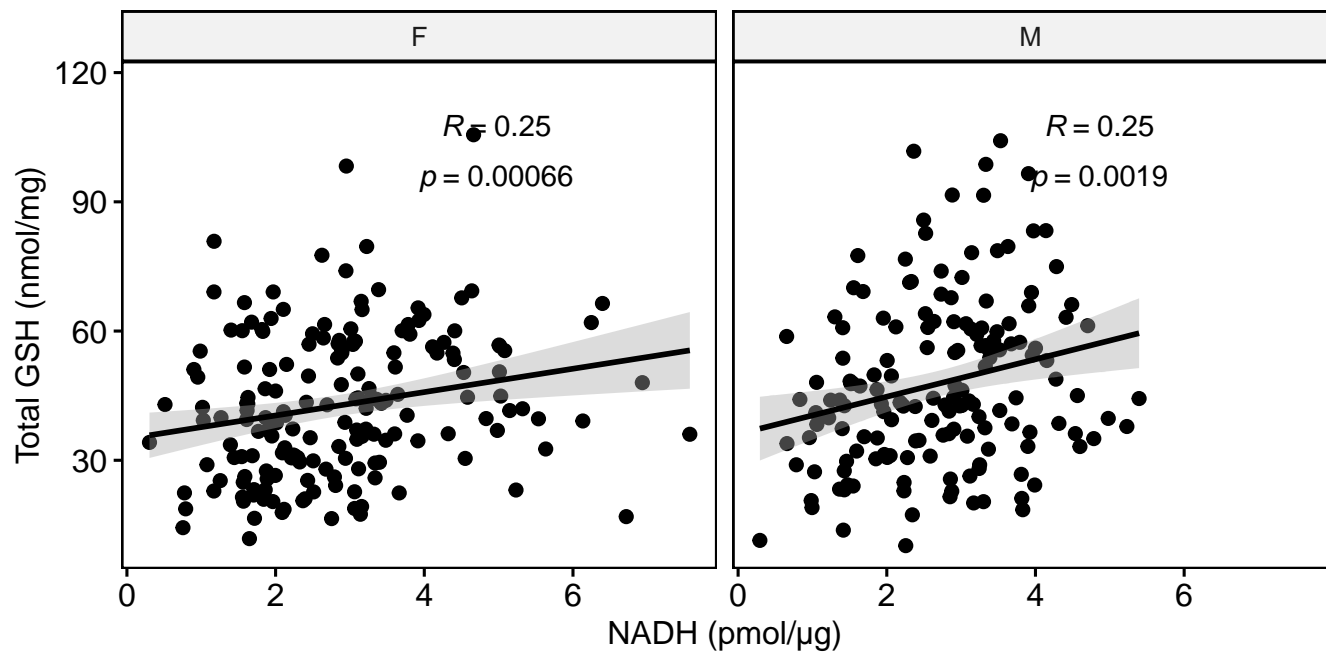 F
M
120
90
60
30
Total GSH (nmol/mg)
R = 0.25
p = 0.00066
R = 0.25
p = 0.0019
0 2 4 6
0 2 4 6
NADH (pmol/µg)